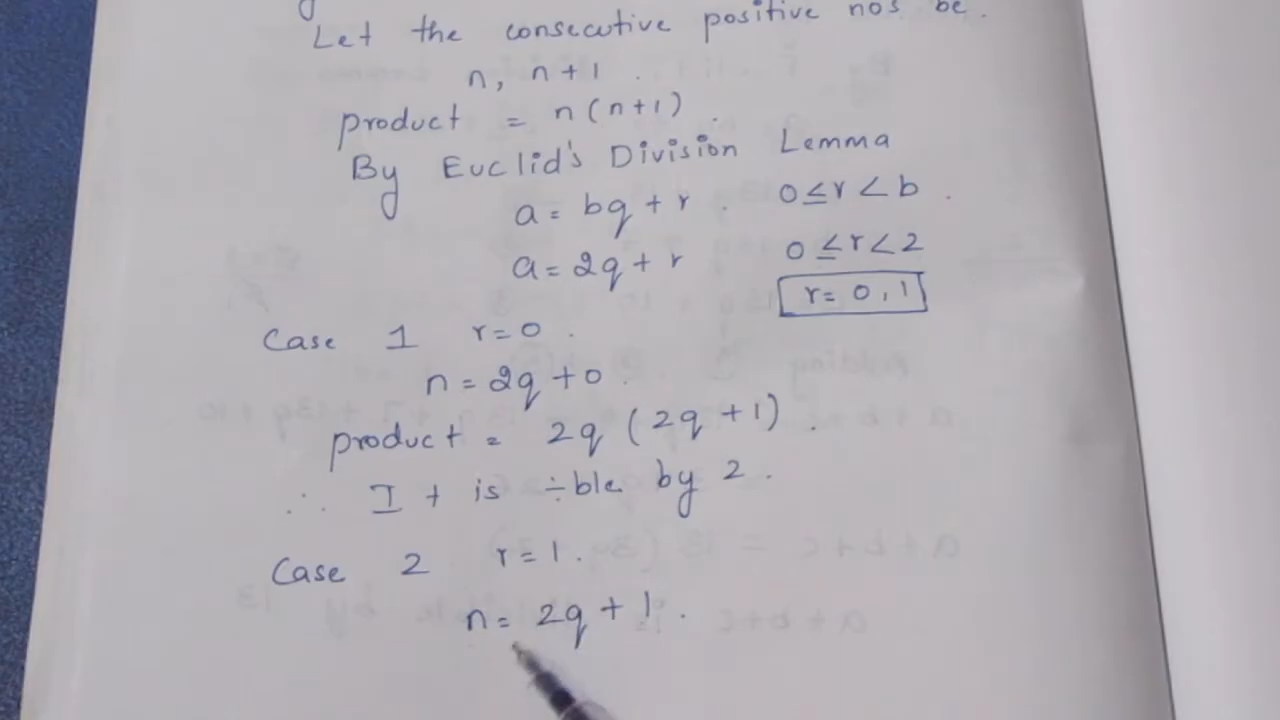 Let the consecutive positive nos be.
n, n+1.
product = n(n+1).
By Euclid's Division Lemma
a = bq + r. 0≤r<b.
a = 2q + r 0≤r<2
r = 0, 1
Case 1 r=0.
n = 2q+0.
product = 2q (2q+1).
∴ It is ÷ble by 2.
Case 2 r=1.
n = 2q+1.